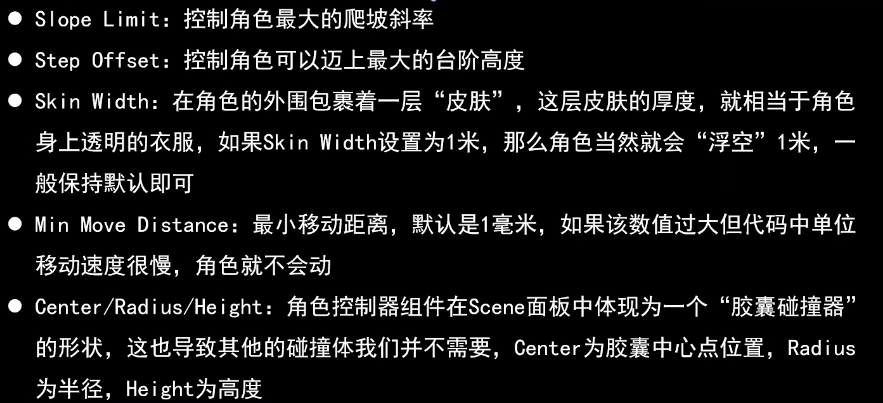 ● Slope Limit：控制角色最大的爬坡斜率
● Step Offset：控制角色可以迈上最大的台阶高度
● Skin Width：在角色的外围包裹着一层“皮肤”，这层皮肤的厚度，就相当于角色
身上透明的衣服，如果Skin Width设置为1米，那么角色当然就会“浮空”1米，一
般保持默认即可
● Min Move Distance：最小移动距离，默认是1毫米，如果该数值过大但代码中单位
移动速度很慢，角色就不会动
● Center/Radius/Height：角色控制器组件在Scene面板中体现为一个“胶囊碰撞器”
的形状，这也导致其他的碰撞体我们并不需要，Center为胶囊中心点位置，Radius
为半径，Height为高度